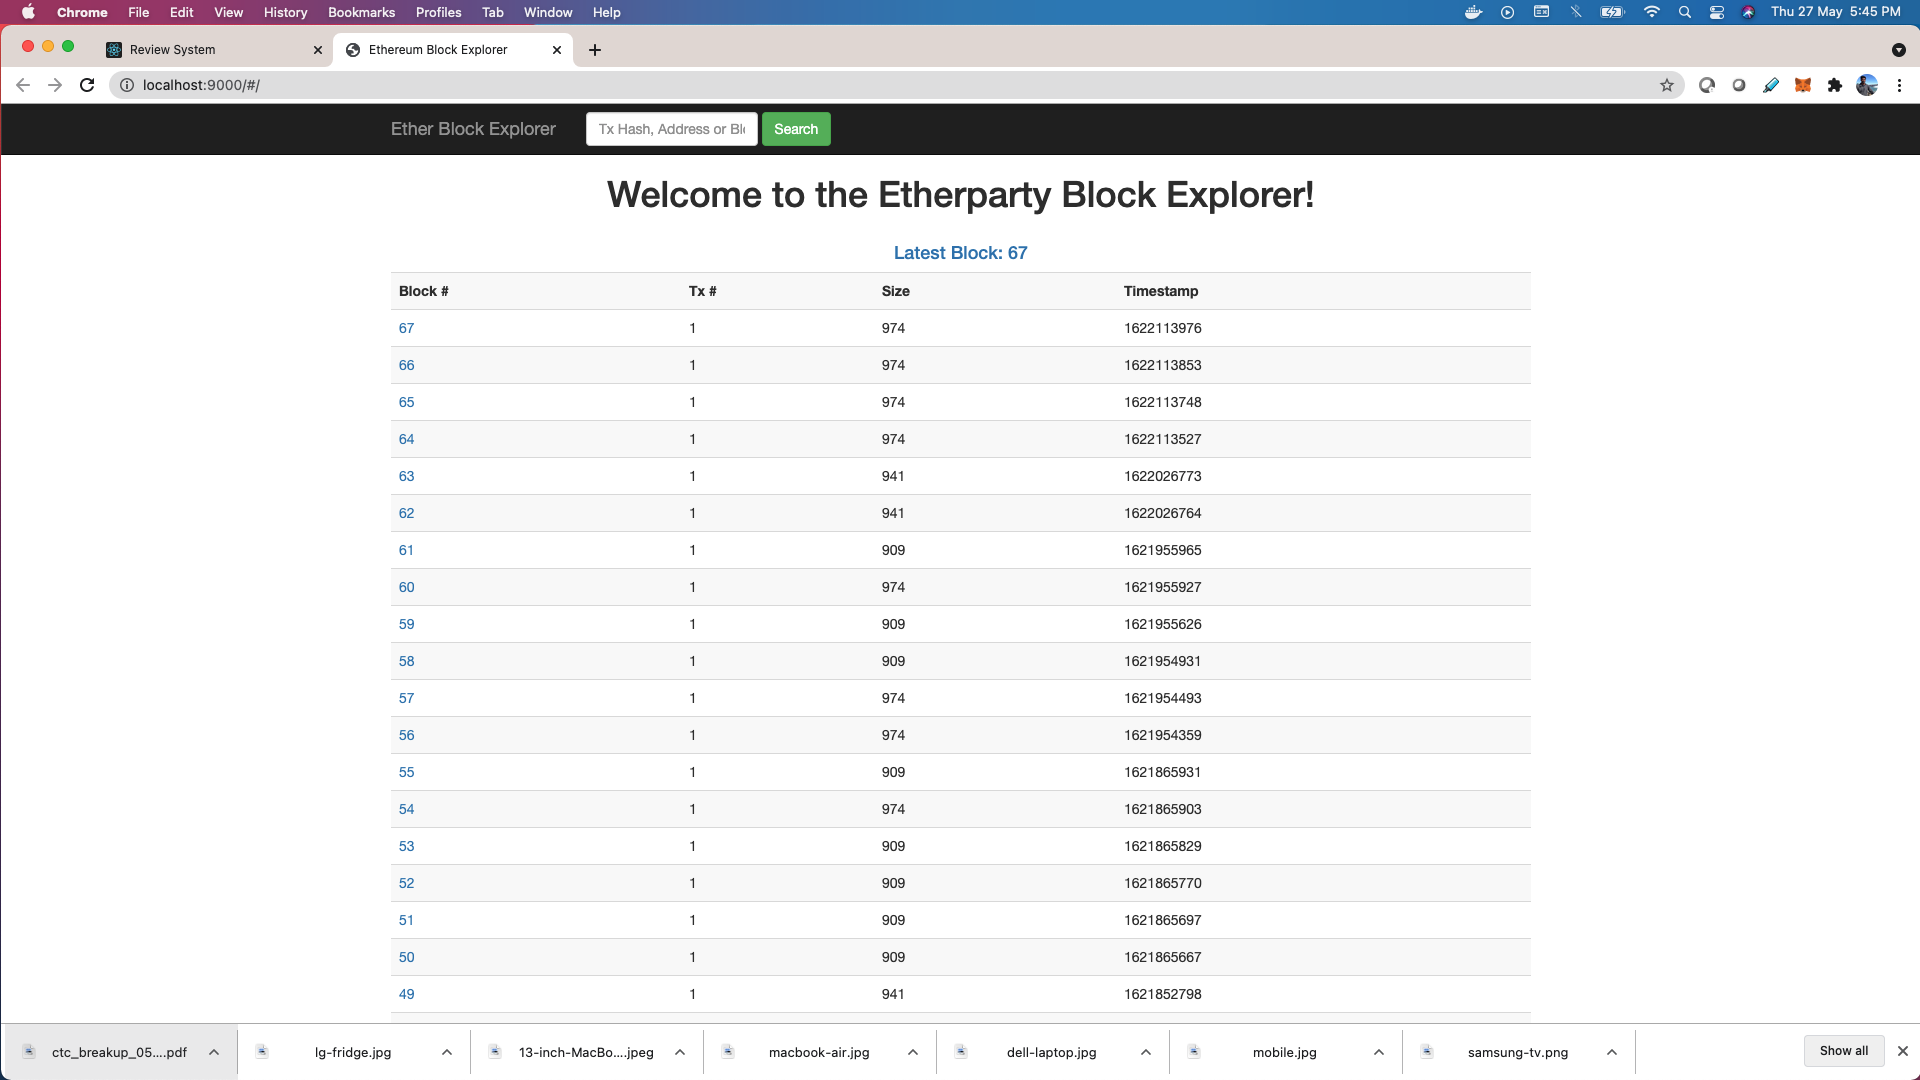 Chrome File Edit View History Bookmarks Profiles Tab Window Help Thu 27 May 5:45 PM
Review System Ethereum Block Explorer
localhost:9000/#/
Ether Block Explorer Tx Hash, Address or Blo Search
Welcome to the Etherparty Block Explorer!
Latest Block: 67
Block # Tx # Size Timestamp
67 1 974 1622113976
66 1 974 1622113853
65 1 974 1622113748
64 1 974 1622113527
63 1 941 1622026773
62 1 941 1622026764
61 1 909 1621955965
60 1 974 1621955927
59 1 909 1621955626
58 1 909 1621954931
57 1 974 1621954493
56 1 974 1621954359
55 1 909 1621865931
54 1 974 1621865903
53 1 909 1621865829
52 1 909 1621865770
51 1 909 1621865697
50 1 909 1621865667
49 1 941 1621852798
ctc_breakup_05....pdf lg-fridge.jpg 13-inch-MacBo....jpeg macbook-air.jpg dell-laptop.jpg mobile.jpg samsung-tv.png Show all